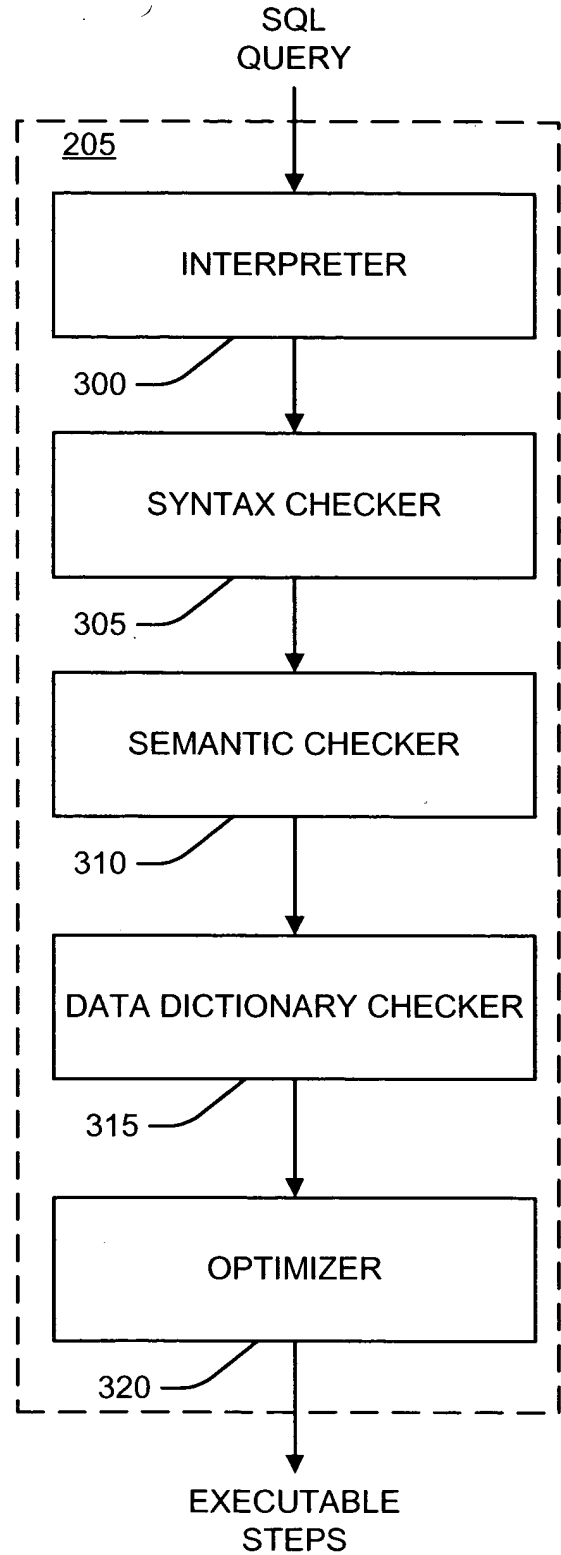 SQL
QUERY
205
INTERPRETER
300
SYNTAX CHECKER
305
SEMANTIC CHECKER
310
DATA DICTIONARY CHECKER
315
OPTIMIZER
320
EXECUTABLE
STEPS